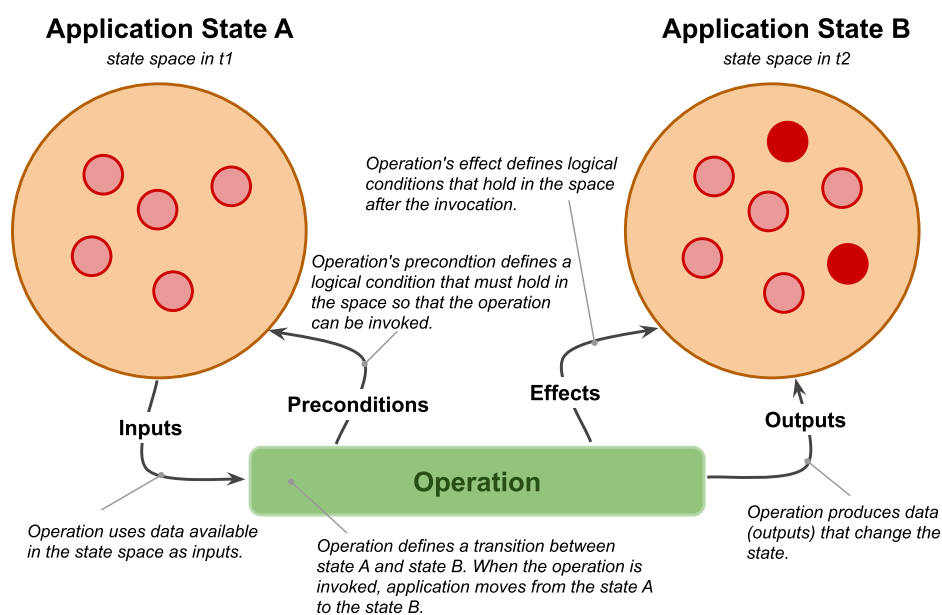 Application State A
state space in t1
Application State B
state space in t2
Operation's effect defines logical
conditions that hold in the space
after the invocation.
Operation's precondtion defines a
logical condition that must hold in
the space so that the operation
can be invoked.
Inputs
Preconditions
Effects
Outputs
Operation
Operation uses data available
in the state space as inputs.
Operation defines a transition between
state A and state B. When the operation is
invoked, application moves from the state A
to the state B.
Operation produces data
(outputs) that change the
state.